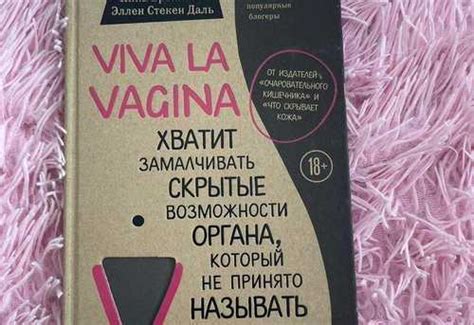 Эллен Стекен Даль
популярные
блогеры
VIVA LA
VAGINA
ОТ ИЗДАТЕЛЕЙ
«ОЧАРОВАТЕЛЬНОГО
КИШЕЧНИКА» И
«ЧТО СКРЫВАЕТ
КОЖА»
18+
ХВАТИТ
ЗАМАЛЧИВАТЬ
СКРЫТЫЕ
ВОЗМОЖНОСТИ
ОРГАНА,
КОТОРЫЙ
НЕ ПРИНЯТО
НАЗЫВАТЬ